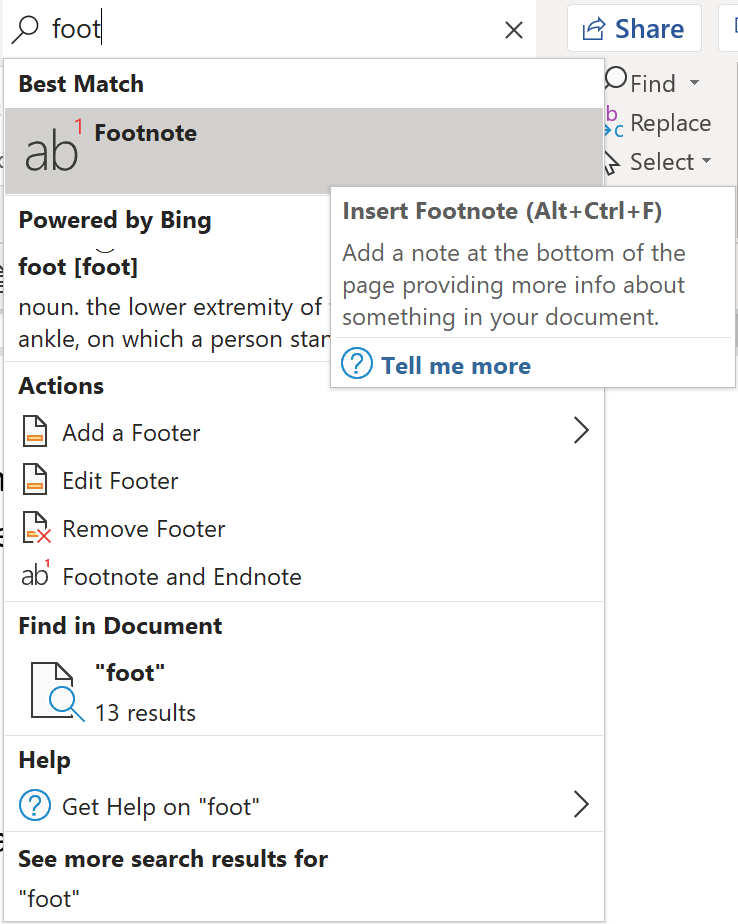 foot
Share
Best Match
Find
ab1 Footnote
b
c Replace
Select
Powered by Bing
Insert Footnote (Alt+Ctrl+F)
Add a note at the bottom of the
page providing more info about
something in your document.
Tell me more
foot [fo͝ot]
noun. the lower extremity of
ankle, on which a person stan
Actions
Add a Footer
Edit Footer
Remove Footer
ab1 Footnote and Endnote
Find in Document
"foot"
13 results
Help
? Get Help on "foot"
See more search results for
"foot"